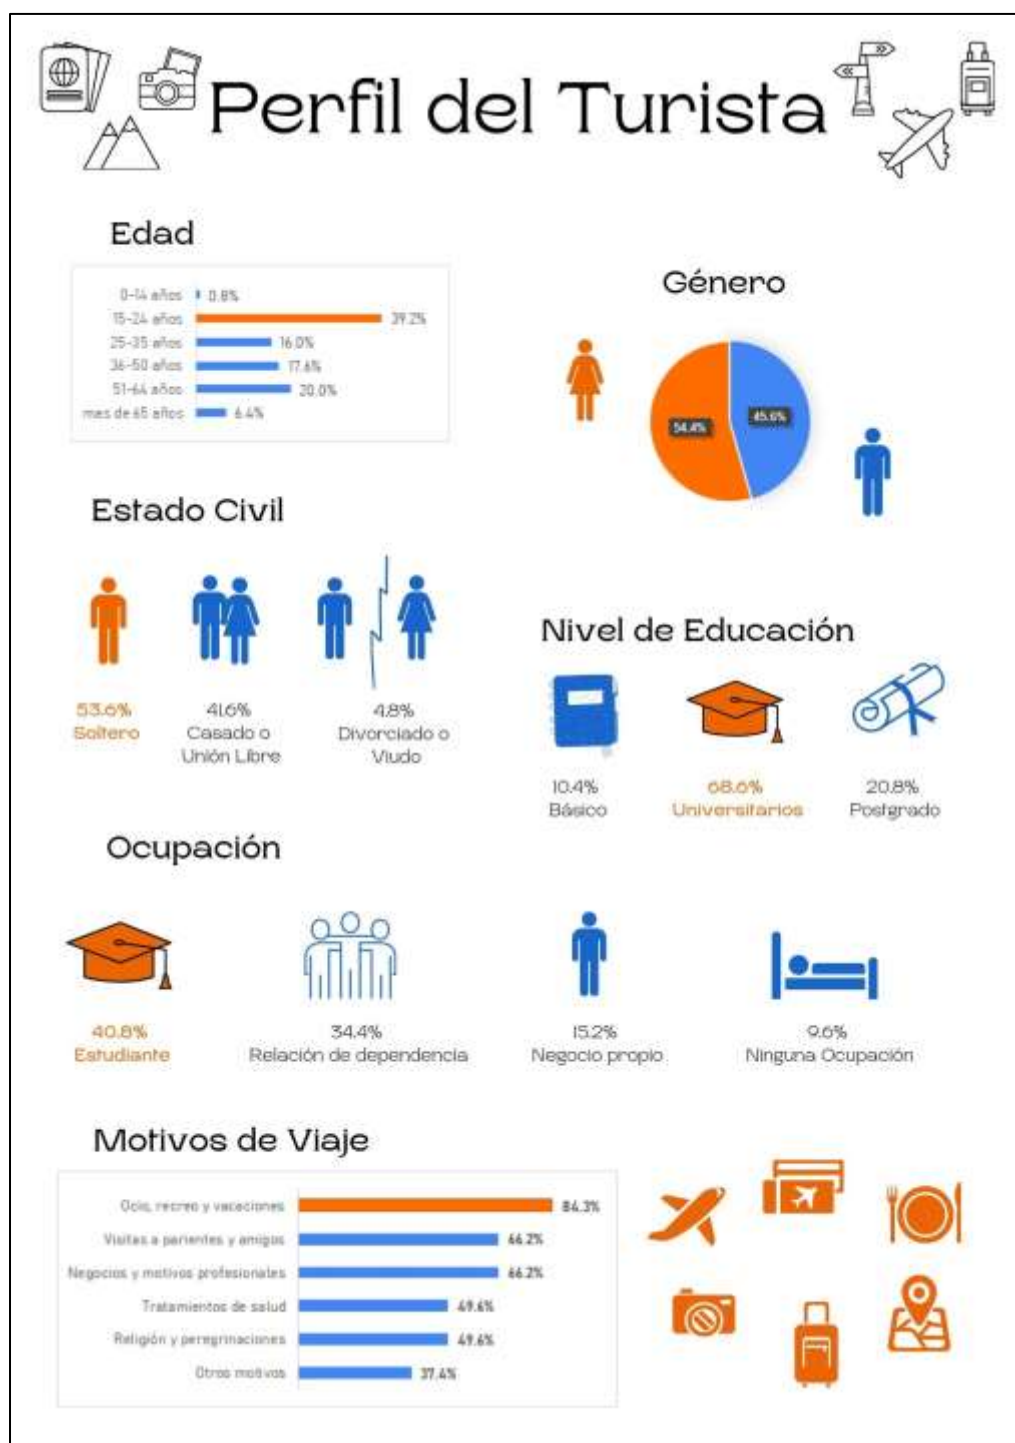 Perfil del Turista
Edad
0-14 años 0.8%
15-24 años 39.2%
25-35 años 16.0%
36-50 años 17.6%
51-64 años 20.0%
mas de 65 años 6.4%
Género
54.4%
45.6%
Estado Civil
53.6%
Soltero
41.6%
Casado o
Unión Libre
4.8%
Divorciado o
Viudo
Nivel de Educación
10.4%
Básico
68.6%
Universitarios
20.8%
Postgrado
Ocupación
40.8%
Estudiante
34.4%
Relación de dependencia
15.2%
Negocio propio
9.6%
Ninguna Ocupación
Motivos de Viaje
Ocio, recreo y vacaciones 84.3%
Visitas a parientes y amigos 66.2%
Negocios y motivos profesionales 66.2%
Tratamientos de salud 49.6%
Religión y peregrinaciones 49.6%
Otros motivos 37.4%